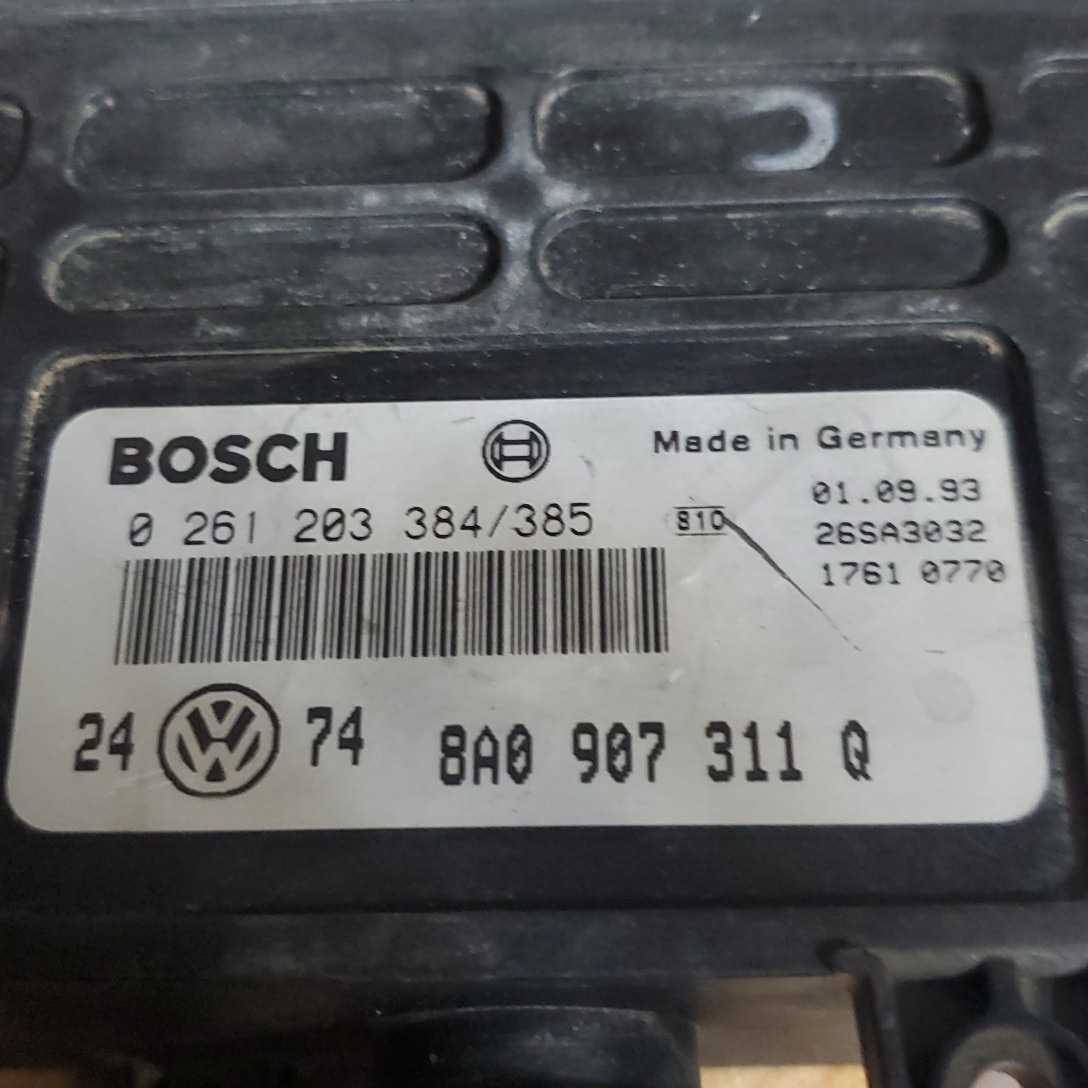 BOSCH
Made in Germany
0 261 203 384/385
810
01.09.93
26SA3032
1761 0770
24 VW 74 8A0 907 311 Q